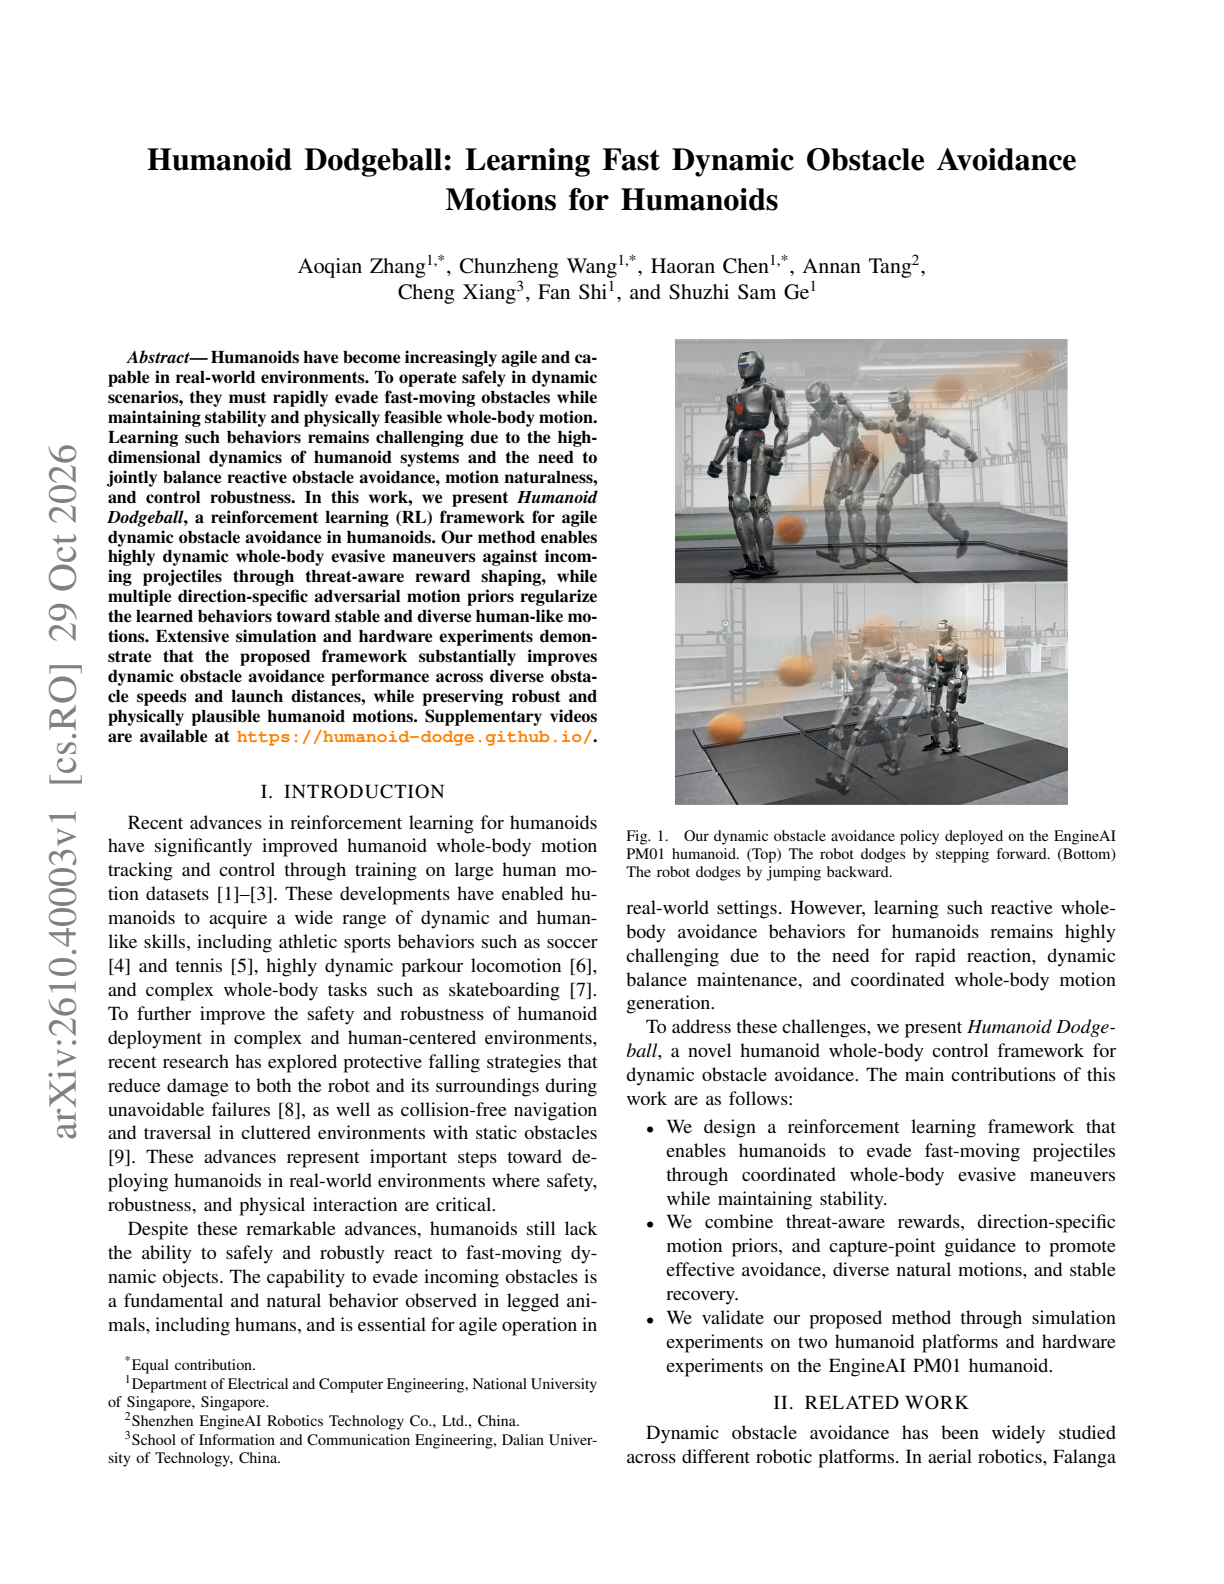 Humanoid Dodgeball: Learning Fast Dynamic Obstacle Avoidance
Motions for Humanoids
Aoqian Zhang1,*, Chunzheng Wang1,*, Haoran Chen1,*, Annan Tang2,
Cheng Xiang3, Fan Shi1, and Shuzhi Sam Ge1
arXiv:2610.40003v1 [cs.RO] 29 Oct 2026
Abstract—Humanoids have become increasingly agile and ca-
pable in real-world environments. To operate safely in dynamic
scenarios, they must rapidly evade fast-moving obstacles while
maintaining stability and physically feasible whole-body motion.
Learning such behaviors remains challenging due to the high-
dimensional dynamics of humanoid systems and the need to
jointly balance reactive obstacle avoidance, motion naturalness,
and control robustness. In this work, we present Humanoid
Dodgeball, a reinforcement learning (RL) framework for agile
dynamic obstacle avoidance in humanoids. Our method enables
highly dynamic whole-body evasive maneuvers against incom-
ing projectiles through threat-aware reward shaping, while
multiple direction-specific adversarial motion priors regularize
the learned behaviors toward stable and diverse human-like mo-
tions. Extensive simulation and hardware experiments demon-
strate that the proposed framework substantially improves
dynamic obstacle avoidance performance across diverse obsta-
cle speeds and launch distances, while preserving robust and
physically plausible humanoid motions. Supplementary videos
are available at https://humanoid-dodge.github.io/.
I. INTRODUCTION
Recent advances in reinforcement learning for humanoids
have significantly improved humanoid whole-body motion
tracking and control through training on large human mo-
tion datasets [1]–[3]. These developments have enabled hu-
manoids to acquire a wide range of dynamic and human-
like skills, including athletic sports behaviors such as soccer
[4] and tennis [5], highly dynamic parkour locomotion [6],
and complex whole-body tasks such as skateboarding [7].
To further improve the safety and robustness of humanoid
deployment in complex and human-centered environments,
recent research has explored protective falling strategies that
reduce damage to both the robot and its surroundings during
unavoidable failures [8], as well as collision-free navigation
and traversal in cluttered environments with static obstacles
[9]. These advances represent important steps toward de-
ploying humanoids in real-world environments where safety,
robustness, and physical interaction are critical.
Despite these remarkable advances, humanoids still lack
the ability to safely and robustly react to fast-moving dy-
namic objects. The capability to evade incoming obstacles is
a fundamental and natural behavior observed in legged ani-
mals, including humans, and is essential for agile operation in
*Equal contribution.
1Department of Electrical and Computer Engineering, National University
of Singapore, Singapore.
2Shenzhen EngineAI Robotics Technology Co., Ltd., China.
3School of Information and Communication Engineering, Dalian Univer-
sity of Technology, China.
Fig. 1. Our dynamic obstacle avoidance policy deployed on the EngineAI
PM01 humanoid. (Top) The robot dodges by stepping forward. (Bottom)
The robot dodges by jumping backward.
real-world settings. However, learning such reactive whole-
body avoidance behaviors for humanoids remains highly
challenging due to the need for rapid reaction, dynamic
balance maintenance, and coordinated whole-body motion
generation.
To address these challenges, we present Humanoid Dodge-
ball, a novel humanoid whole-body control framework for
dynamic obstacle avoidance. The main contributions of this
work are as follows:
• We design a reinforcement learning framework that
enables humanoids to evade fast-moving projectiles
through coordinated whole-body evasive maneuvers
while maintaining stability.
• We combine threat-aware rewards, direction-specific
motion priors, and capture-point guidance to promote
effective avoidance, diverse natural motions, and stable
recovery.
• We validate our proposed method through simulation
experiments on two humanoid platforms and hardware
experiments on the EngineAI PM01 humanoid.
II. RELATED WORK
Dynamic obstacle avoidance has been widely studied
across different robotic platforms. In aerial robotics, Falanga